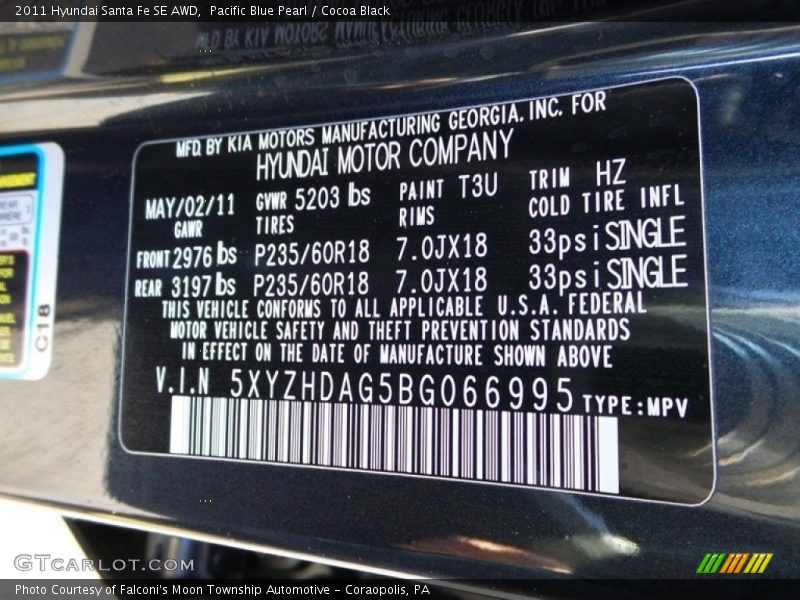 2011 Hyundai Santa Fe SE AWD, Pacific Blue Pearl / Cocoa Black
MFD. BY KIA MOTORS MANUFACTURING GEORGIA. INC. FOR
HYUNDAI MOTOR COMPANY
MAY/02/11 GVWR 5203 lbs PAINT T3U TRIM HZ
GAWR TIRES RIMS COLD TIRE INFL
FRONT 2976 lbs P235/60R18 7.0JX18 33psi SINGLE
REAR 3197 lbs P235/60R18 7.0JX18 33psi SINGLE
THIS VEHICLE CONFORMS TO ALL APPLICABLE U.S.A. FEDERAL
MOTOR VEHICLE SAFETY AND THEFT PREVENTION STANDARDS
IN EFFECT ON THE DATE OF MANUFACTURE SHOWN ABOVE
V.I.N 5XYZHDAG5BG066995 TYPE:MPV
C18
GTCARLOT.COM
Photo Courtesy of Falconi's Moon Township Automotive - Coraopolis, PA